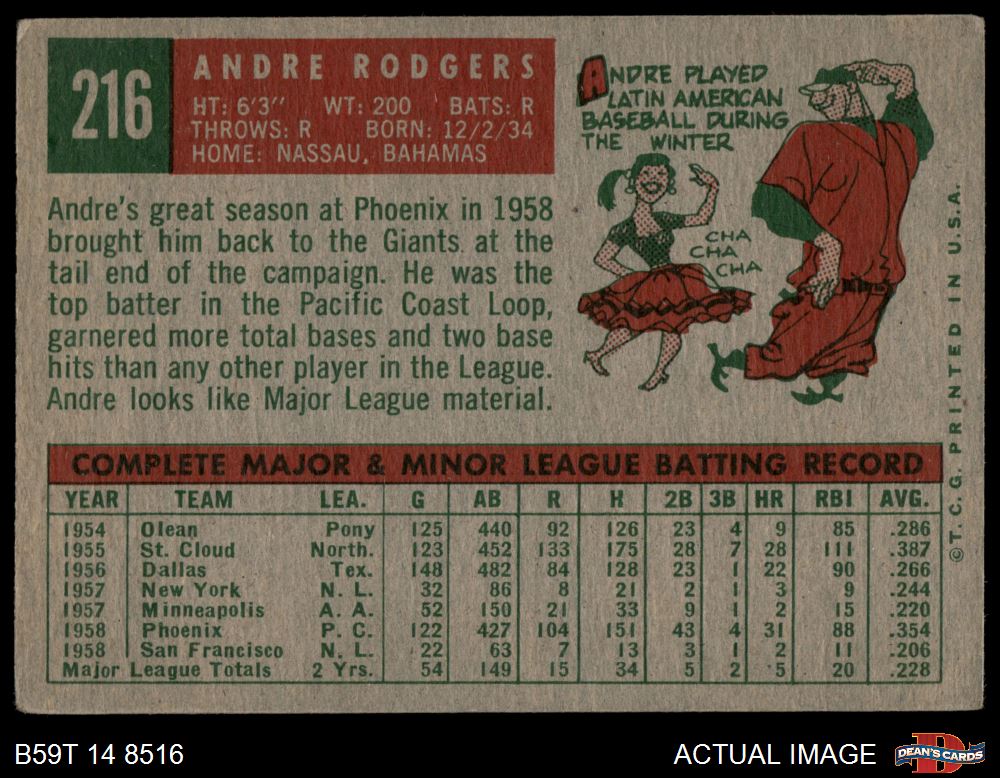 216
ANDRE RODGERS
HT: 6'3" WT: 200 BATS: R
THROWS: R BORN: 12/2/34
HOME: NASSAU, BAHAMAS
Andre's great season at Phoenix in 1958
brought him back to the Giants at the
tail end of the campaign. He was the
top batter in the Pacific Coast Loop,
garnered more total bases and two base
hits than any other player in the League.
Andre looks like Major League material.
ANDRE PLAYED
LATIN AMERICAN
BASEBALL DURING
THE WINTER
CHA
CHA
CHA
COMPLETE MAJOR & MINOR LEAGUE BATTING RECORD
YEAR TEAM LEA. G AB R H 2B 3B HR RBI AVG.
1954 Olean Pony 125 440 92 126 23 4 9 85 .286
1955 St. Cloud North. 123 452 133 175 28 7 28 111 .387
1956 Dallas Tex. 148 482 84 128 23 1 22 90 .266
1957 New York N. L. 32 86 8 21 2 1 3 9 .244
1957 Minneapolis A. A. 52 150 21 33 9 1 2 15 .220
1958 Phoenix P. C. 122 427 104 151 43 4 31 88 .354
1958 San Francisco N. L. 22 63 7 13 3 1 2 11 .206
Major League Totals 2 Yrs. 54 149 15 34 5 2 5 20 .228
©T. C. G. PRINTED IN U.S.A.
B59T 14 8516
ACTUAL IMAGE
DEAN'S CARDS